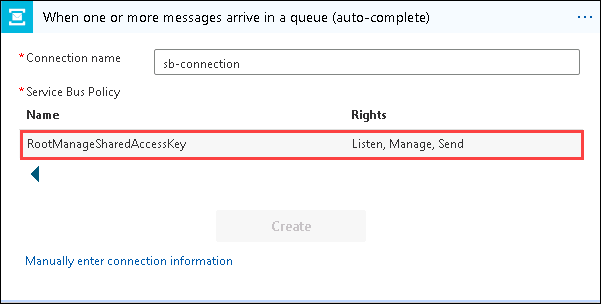 When one or more messages arrive in a queue (auto-complete)
* Connection name
sb-connection
* Service Bus Policy
Name Rights
RootManageSharedAccessKey Listen, Manage, Send
Create
Manually enter connection information